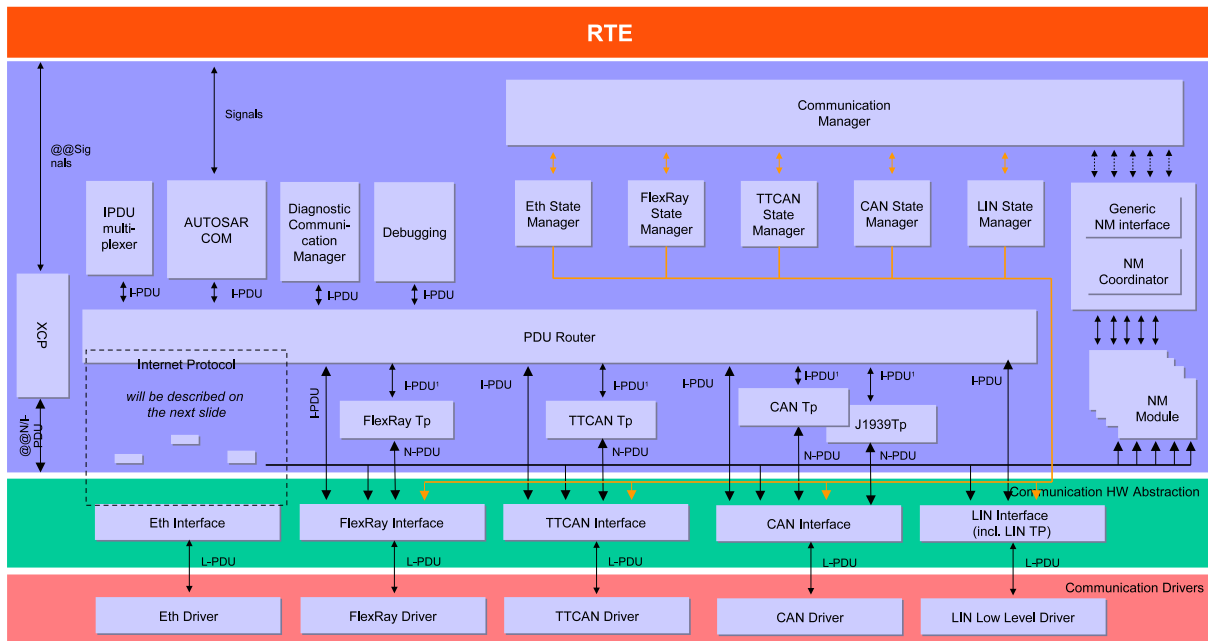 RTE
Communication
Manager
Signals
@@Sig
nals
IPDU
multi-
plexer
AUTOSAR
COM
Diagnostic
Communi-
cation
Manager
Debugging
Eth State
Manager
FlexRay
State
Manager
TTCAN
State
Manager
CAN State
Manager
LIN State
Manager
Generic
NM interface
NM
Coordinator
I-PDU
I-PDU
I-PDU
I-PDU
XCP
PDU Router
Internet Protocol
will be described on
the next slide
I-PDU
I-PDU¹
I-PDU
I-PDU¹
I-PDU
I-PDU¹
I-PDU¹
I-PDU
FlexRay Tp
TTCAN Tp
CAN Tp
J1939Tp
NM
Module
@@N/I-
PDU
N-PDU
N-PDU
N-PDU
N-PDU
Communication HW Abstraction
Eth Interface
FlexRay Interface
TTCAN Interface
CAN Interface
LIN Interface
(incl. LIN TP)
L-PDU
L-PDU
L-PDU
L-PDU
L-PDU
Communication Drivers
Eth Driver
FlexRay Driver
TTCAN Driver
CAN Driver
LIN Low Level Driver